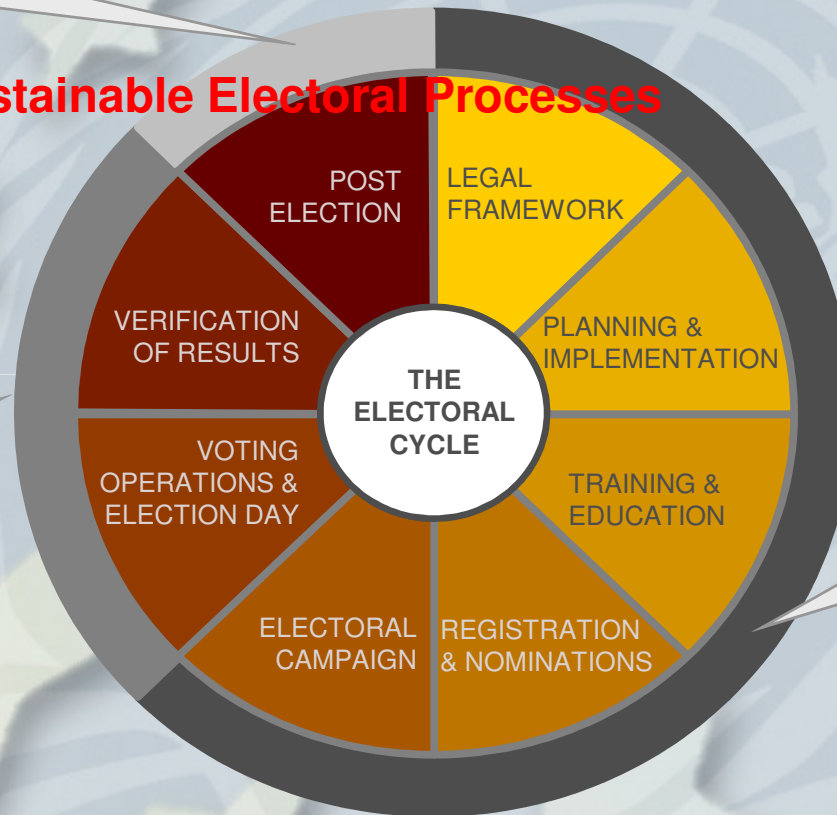 Electoral Processes
POST
ELECTION
LEGAL
FRAMEWORK
PLANNING &
IMPLEMENTATION
TRAINING &
EDUCATION
REGISTRATION
& NOMINATIONS
ELECTORAL
CAMPAIGN
VOTING
OPERATIONS &
ELECTION DAY
VERIFICATION
OF RESULTS
THE
ELECTORAL
CYCLE